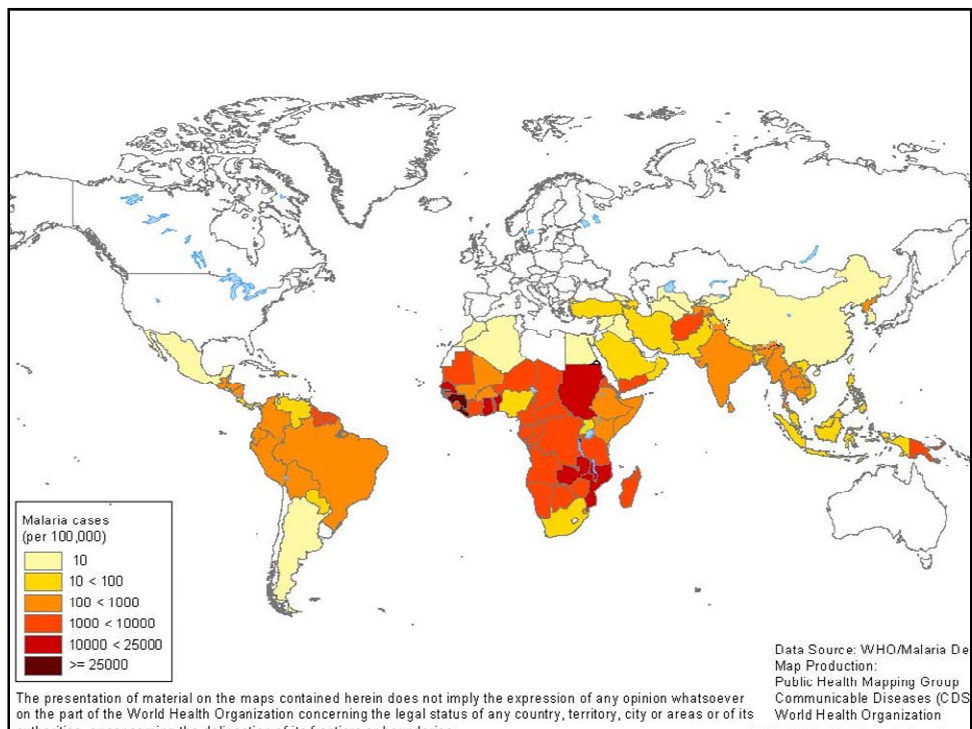 Malaria cases
(per 100,000)
10
10 < 100
100 < 1000
1000 < 10000
10000 < 25000
>= 25000
Data Source: WHO/Malaria De
Map Production:
Public Health Mapping Group
Communicable Diseases (CDS
World Health Organization
The presentation of material on the maps contained herein does not imply the expression of any opinion whatsoever
on the part of the World Health Organization concerning the legal status of any country, territory, city or areas or of its